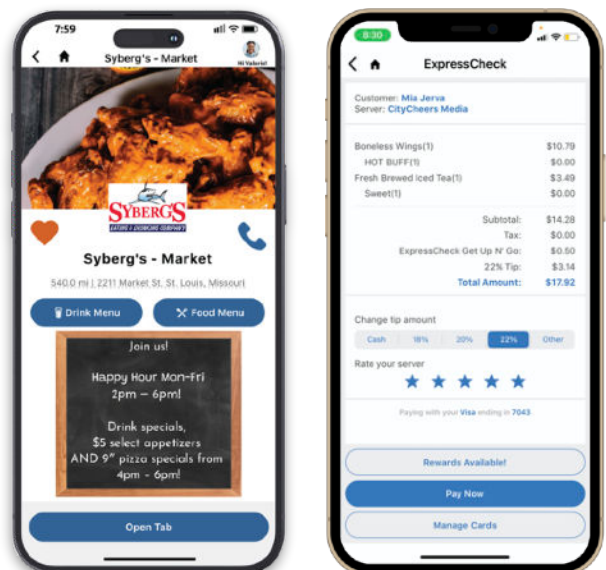 7:59
Syberg's - Market
Hi Valerie!
SYBERG'S
EATING & DRINKING COMPANY
Syberg's - Market
540.0 mi | 2211 Market St, St. Louis, Missouri
Drink Menu
Food Menu
Join us!
Happy Hour Mon-Fri
2pm – 6pm!
Drink specials,
$5 select appetizers
AND 9" pizza specials from
4pm - 6pm!
Open Tab
8:30
ExpressCheck
Customer: Mia Jerva
Server: CityCheers Media
Boneless Wings(1) $10.79
HOT BUFF(1) $0.00
Fresh Brewed Iced Tea(1) $3.49
Sweet(1) $0.00
Subtotal: $14.28
Tax: $0.00
ExpressCheck Get Up N' Go: $0.50
22% Tip: $3.14
Total Amount: $17.92
Change tip amount
Cash 18% 20% 22% Other
Rate your server
Paying with your Visa ending in 7043
Rewards Available!
Pay Now
Manage Cards